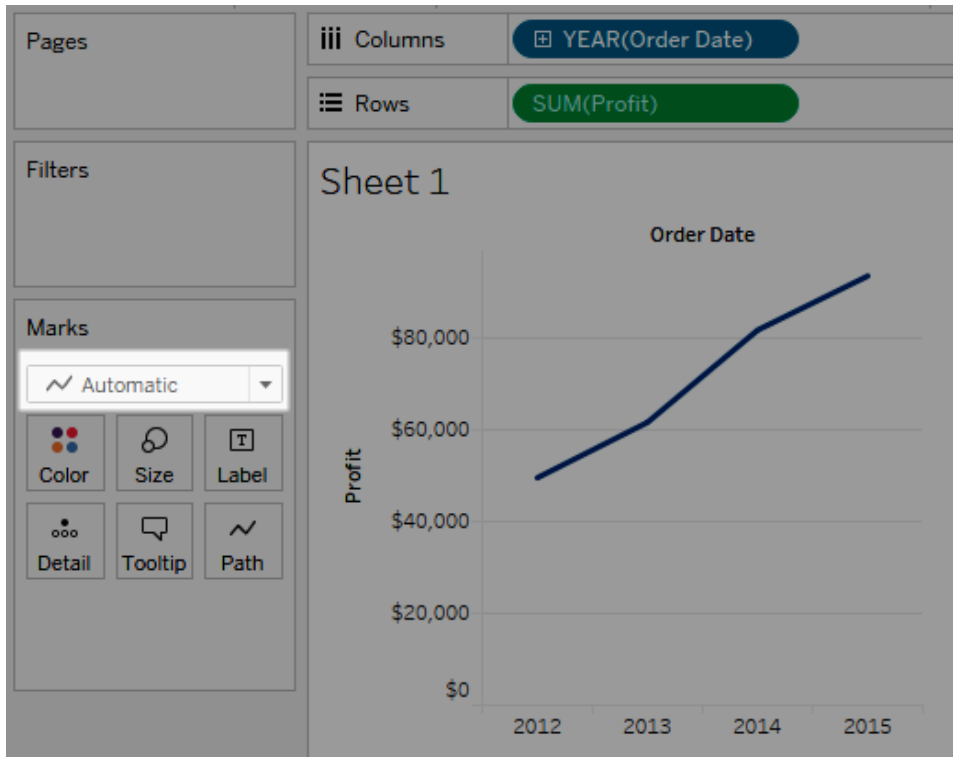 Pages
Columns
YEAR(Order Date)
Rows
SUM(Profit)
Filters
Sheet 1
Order Date
Marks
Automatic
Color
Size
Label
Detail
Tooltip
Path
Profit
$80,000
$60,000
$40,000
$20,000
$0
2012 2013 2014 2015